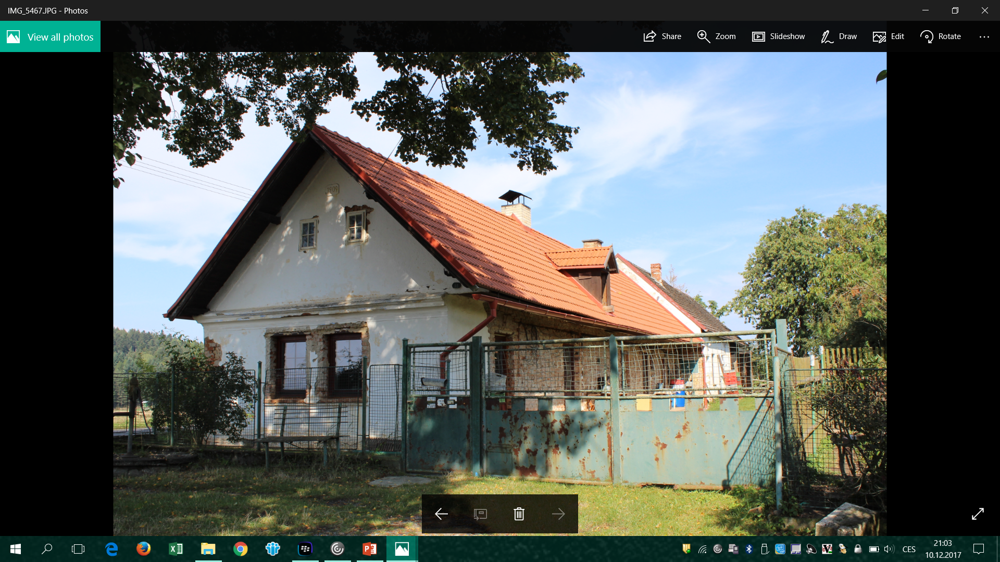 IMG_5467.JPG - Photos
View all photos
Share
Zoom
Slideshow
Draw
Edit
Rotate
1909
CES
21:03
10.12.2017